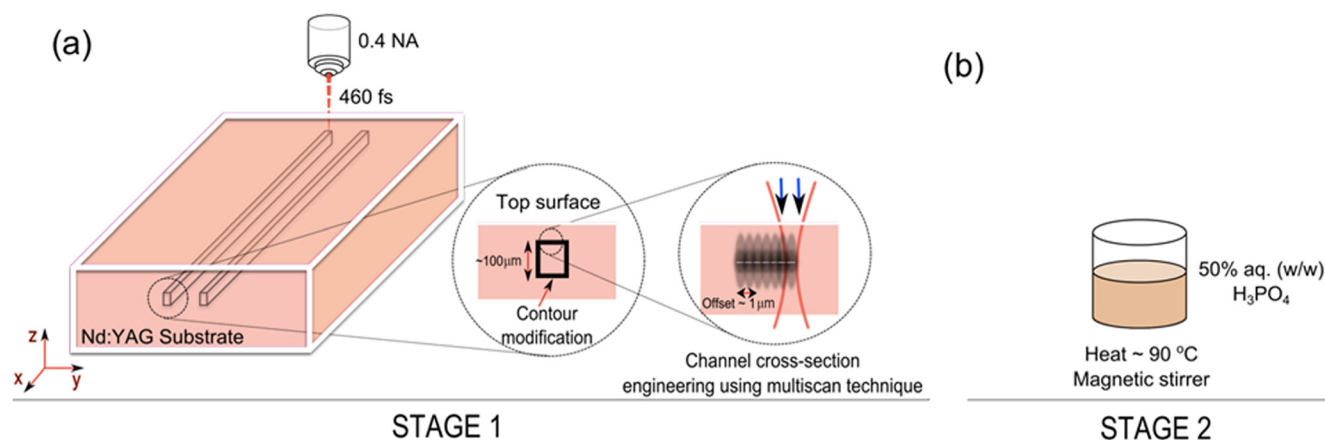 (a)
0.4 NA
460 fs
Top surface
~100μm
Contour
modification
Offset ~ 1μm
Channel cross-section
engineering using multiscan technique
Nd:YAG Substrate
z
x
y
STAGE 1
(b)
50% aq. (w/w)
H₃PO₄
Heat ~ 90 °C
Magnetic stirrer
STAGE 2